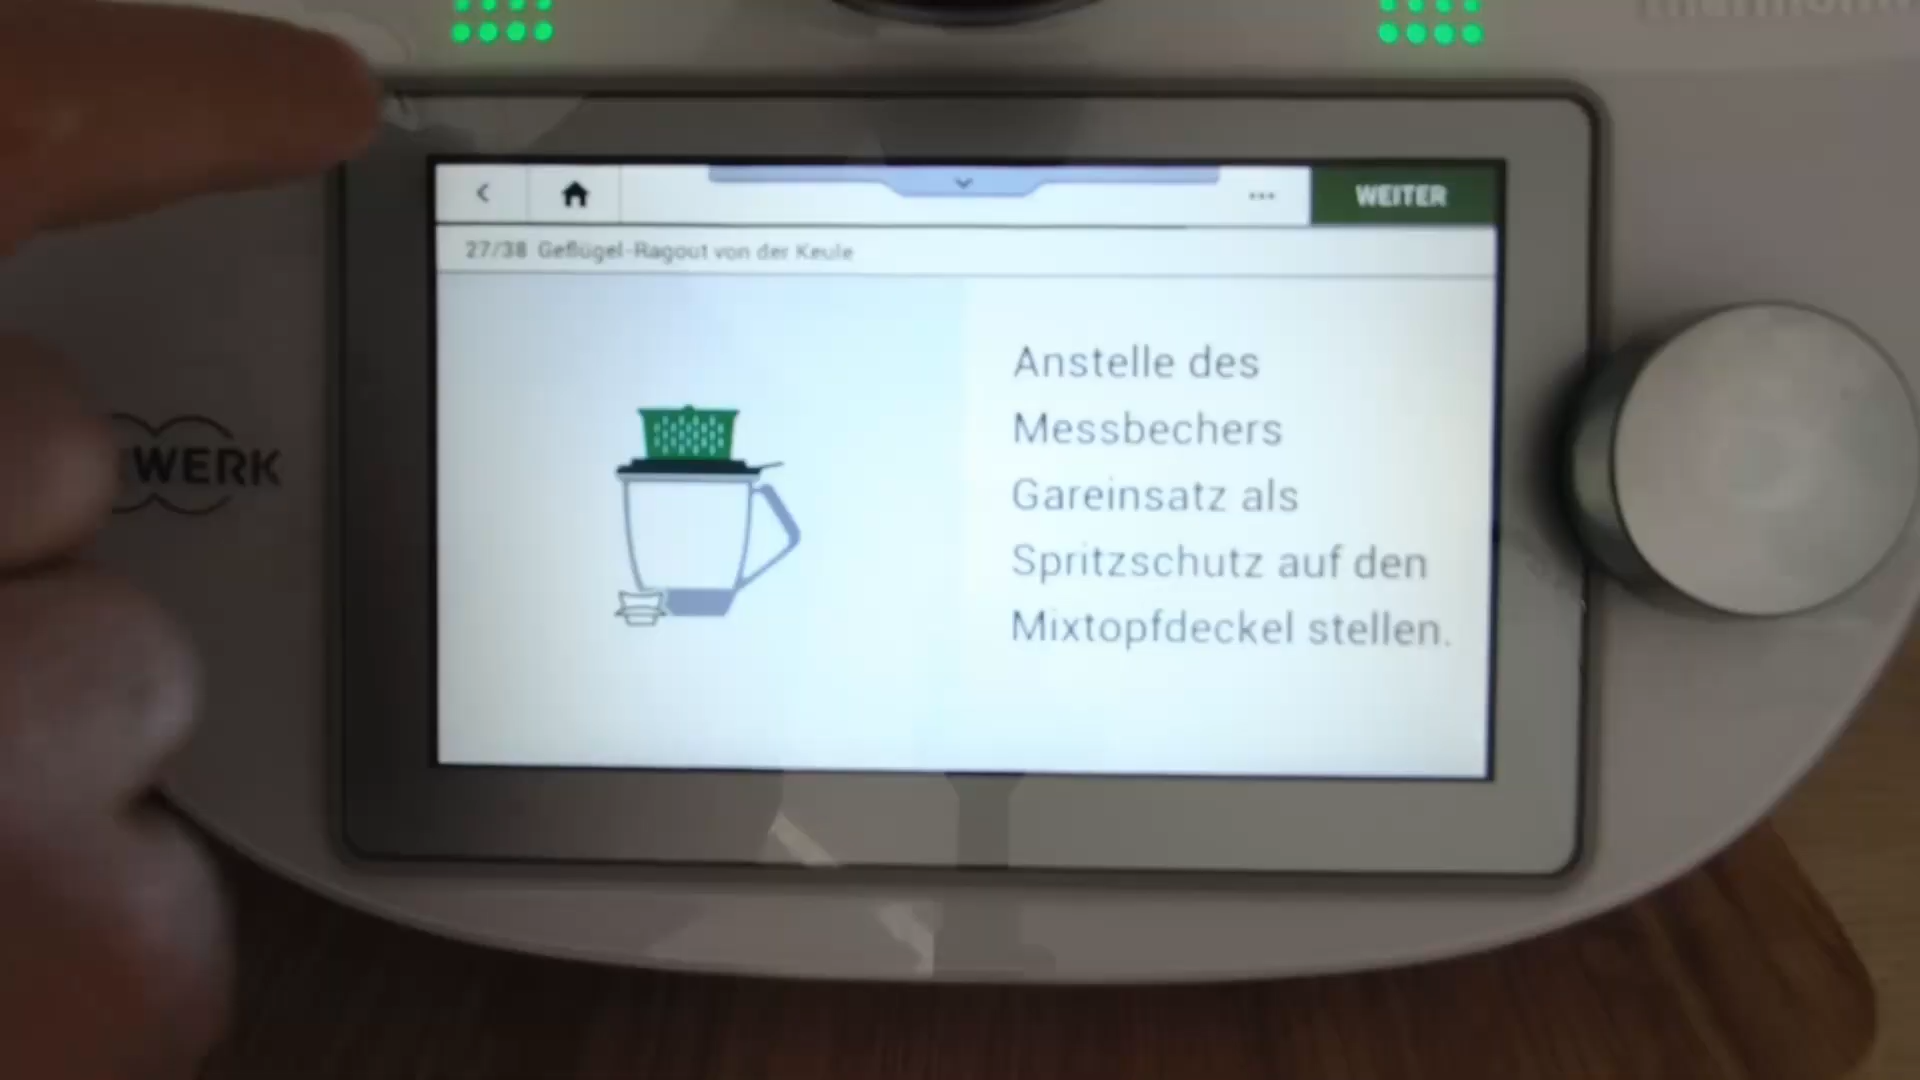 WEITER
27/38 Geflügel-Ragout von der Keule
Anstelle des
Messbechers
Gareinsatz als
Spritzschutz auf den
Mixtopfdeckel stellen.
WERK